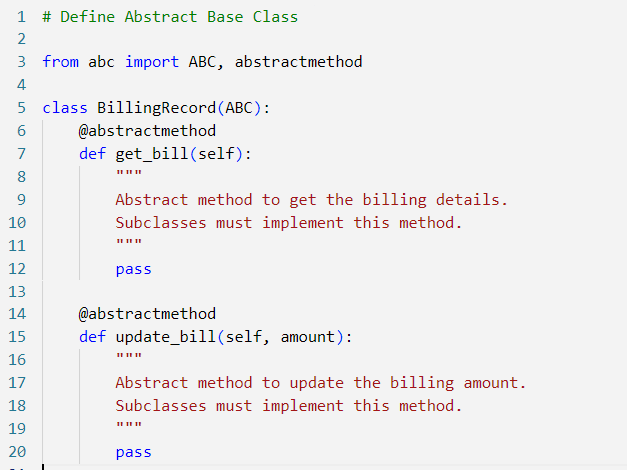 1 # Define Abstract Base Class
2
3 from abc import ABC, abstractmethod
4
5 class BillingRecord(ABC):
6     @abstractmethod
7     def get_bill(self):
8         """
9         Abstract method to get the billing details.
10         Subclasses must implement this method.
11         """
12         pass
13
14     @abstractmethod
15     def update_bill(self, amount):
16         """
17         Abstract method to update the billing amount.
18         Subclasses must implement this method.
19         """
20         pass